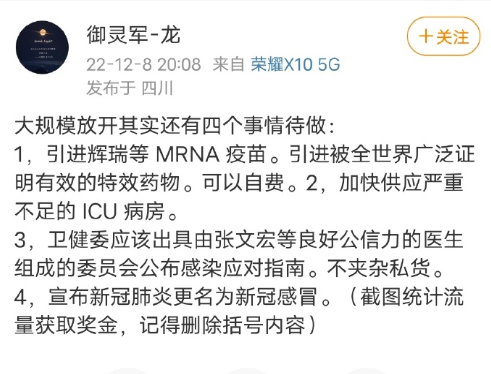 御灵军-龙
＋关注
22-12-8 20:08 来自 荣耀X10 5G
发布于 四川
大规模放开其实还有四个事情待做：
1，引进辉瑞等 MRNA 疫苗。引进被全世界广泛证
明有效的特效药物。可以自费。2，加快供应严重
不足的 ICU 病房。
3，卫健委应该出具由张文宏等良好公信力的医生
组成的委员会公布感染应对指南。不夹杂私货。
4，宣布新冠肺炎更名为新冠感冒。（截图统计流
量获取奖金，记得删除括号内容）